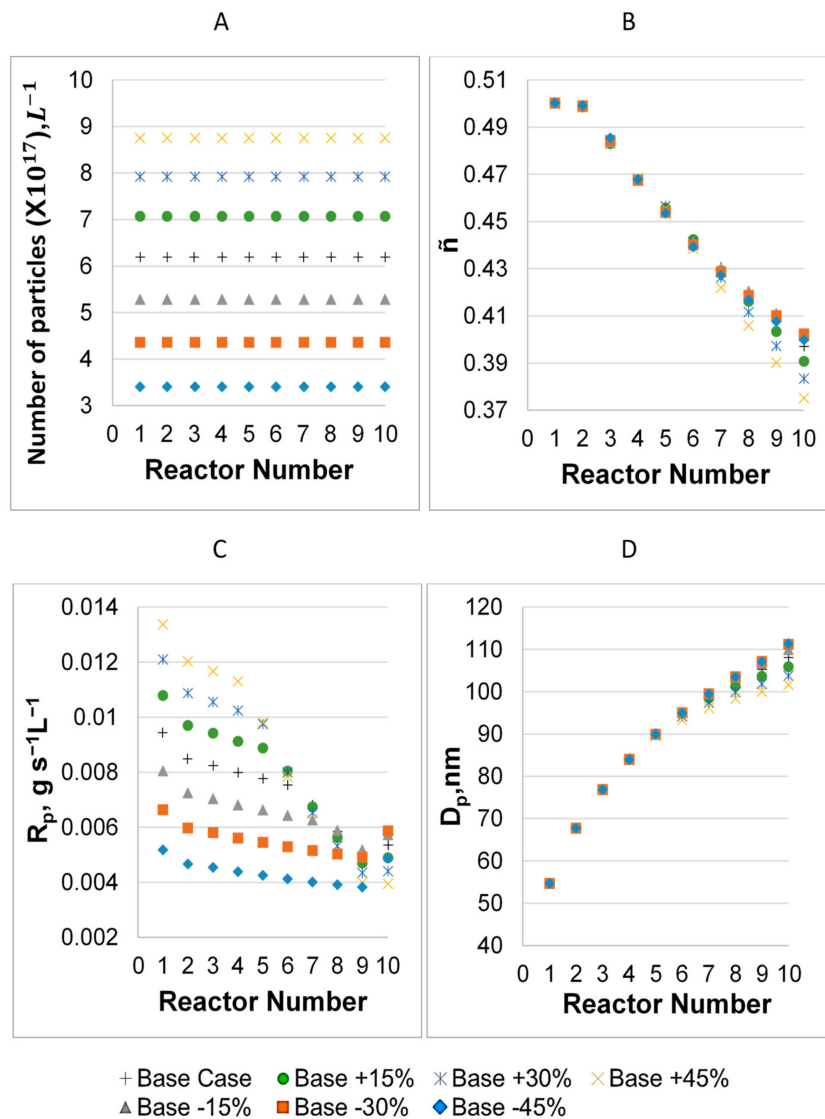 A
B
10
9
8
7
6
5
4
3
0 1 2 3 4 5 6 7 8 9 10
Number of particles (X10¹⁷), L⁻¹
Reactor Number
0.51
0.49
0.47
0.45
0.43
0.41
0.39
0.37
0 1 2 3 4 5 6 7 8 9 10
ñ
Reactor Number
C
D
0.014
0.012
0.01
0.008
0.006
0.004
0.002
0 1 2 3 4 5 6 7 8 9 10
Rp, g s⁻¹L⁻¹
Reactor Number
120
110
100
90
80
70
60
50
40
0 1 2 3 4 5 6 7 8 9 10
Dp,nm
Reactor Number
Base Case Base +15% Base +30% Base +45%
Base -15% Base -30% Base -45%